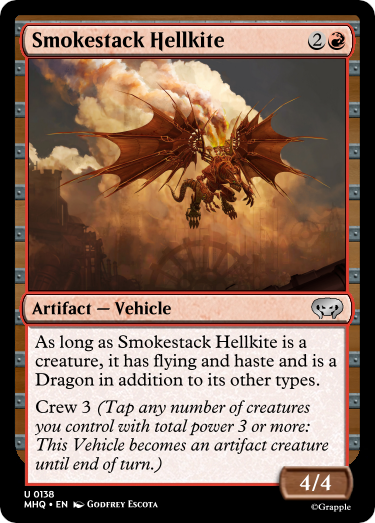 Smokestack Hellkite 2
Artifact — Vehicle
As long as Smokestack Hellkite is a
creature, it has flying and haste and is a
Dragon in addition to its other types.
Crew 3 (Tap any number of creatures
you control with total power 3 or more:
This Vehicle becomes an artifact creature
until end of turn.)
4/4
U 0138
MHQ • EN Godfrey Escota
©Grapple